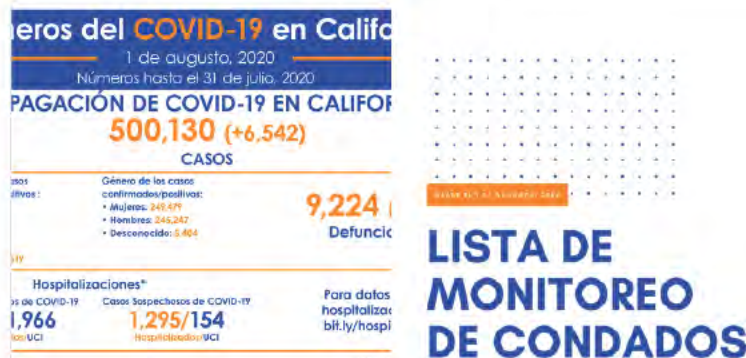 eros del COVID-19 en Califo
1 de augusto, 2020
Números hasta el 31 de julio, 2020
PAGACIÓN DE COVID-19 EN CALIFOR
500,130 (+6,542)
CASOS
Género de los casos
confirmados/positivas:
• Mujeres: 249,479
• Hombres: 245,247
• Desconocido: 5,404
9,224
Defuncio
Hospitalizaciones*
s de COVID-19
Casos Sospechosos de COVID-19
1,966
1,295/154
UCI
Hospitalizados/UCI
Para datos
hospitalizac
bit.ly/hospi
LISTA DE
MONITOREO
DE CONDADOS